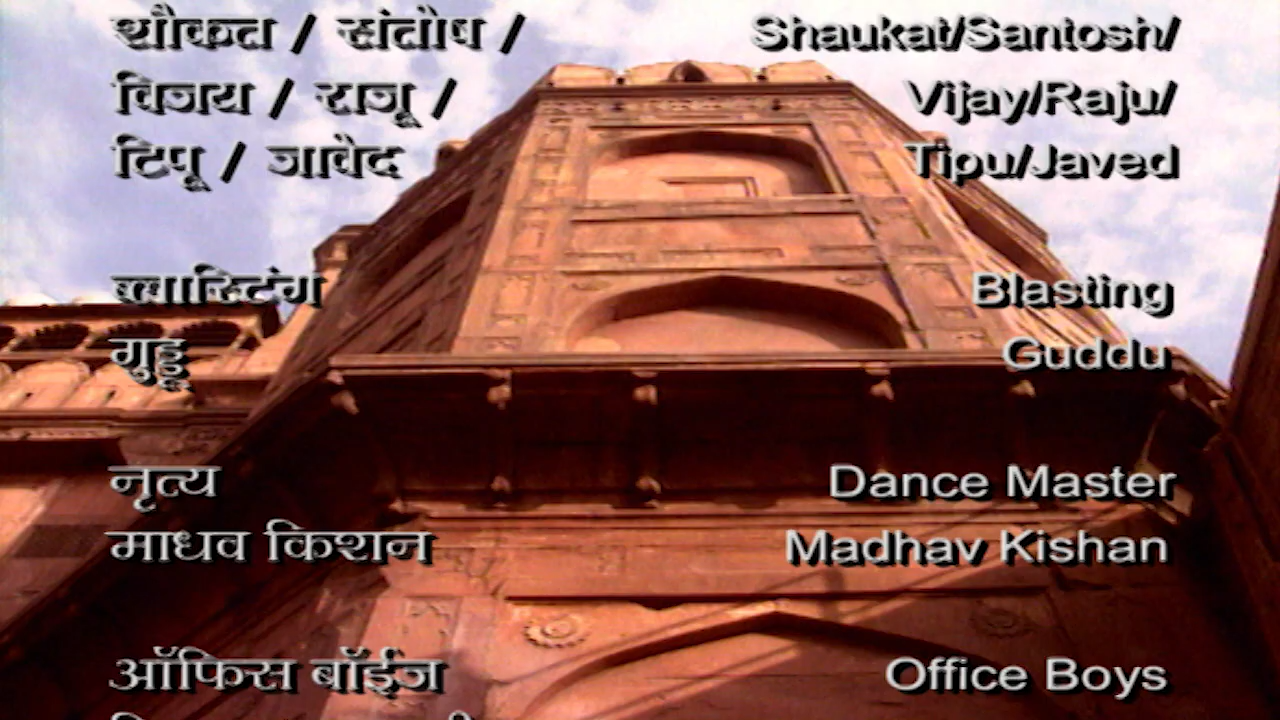 शौकत / संतोष / Shaukat/Santosh/
विजय / राजू / Vijay/Raju/
टिपू / जावेद Tipu/Javed
ब्लास्टिंग Blasting
गुड्डू Guddu
नृत्य Dance Master
माधव किशन Madhav Kishan
ऑफिस बॉईज Office Boys